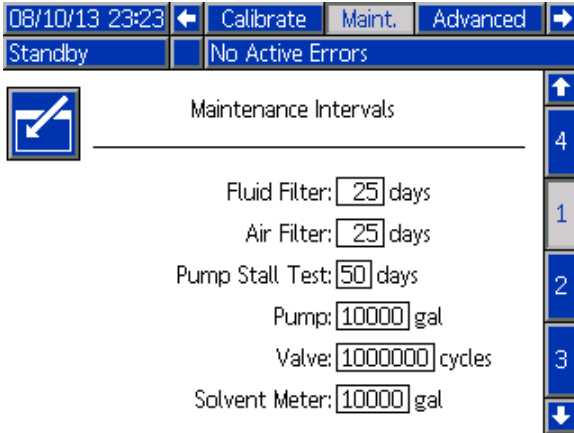 08/10/13 23:23 Calibrate Maint. Advanced
Standby No Active Errors
Maintenance Intervals
4
Fluid Filter: 25 days
1
Air Filter: 25 days
Pump Stall Test: 50 days
2
Pump: 10000 gal
Valve: 1000000 cycles
3
Solvent Meter: 10000 gal